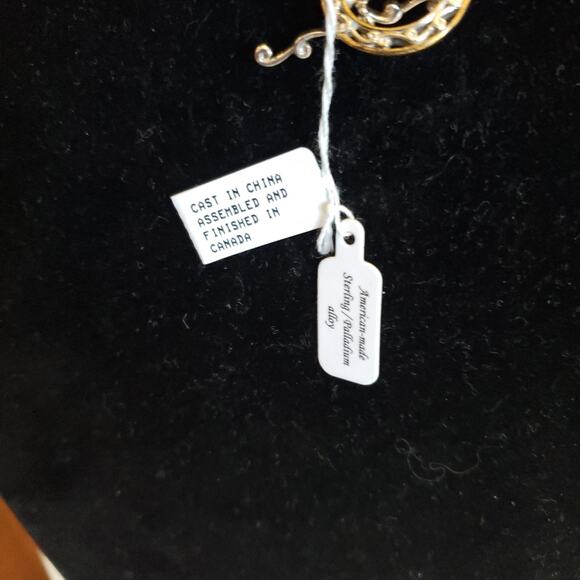 CAST IN CHINA
ASSEMBLED AND
FINISHED IN
CANADA
American-made
Sterling/Palladium
alloy